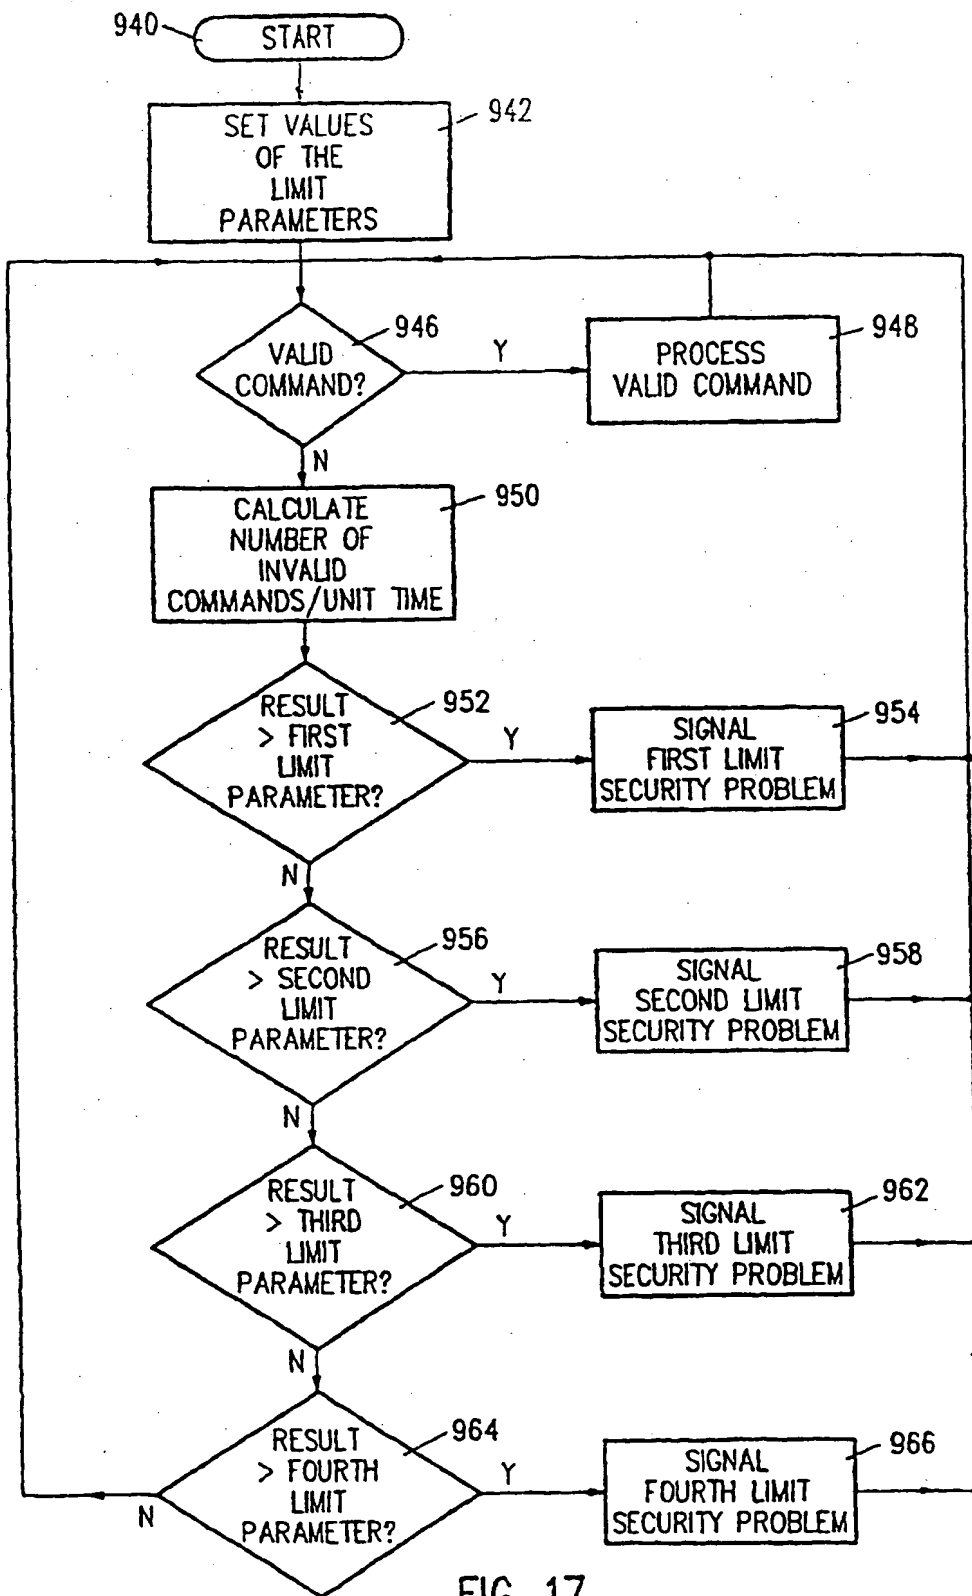 940
START
942
SET VALUES
OF THE
LIMIT
PARAMETERS
946
VALID
COMMAND?
Y
948
PROCESS
VALID COMMAND
N
950
CALCULATE
NUMBER OF
INVALID
COMMANDS/UNIT TIME
952
RESULT
> FIRST
LIMIT
PARAMETER?
Y
954
SIGNAL
FIRST LIMIT
SECURITY PROBLEM
N
956
RESULT
> SECOND
LIMIT
PARAMETER?
Y
958
SIGNAL
SECOND LIMIT
SECURITY PROBLEM
N
960
RESULT
> THIRD
LIMIT
PARAMETER?
Y
962
SIGNAL
THIRD LIMIT
SECURITY PROBLEM
N
964
RESULT
> FOURTH
LIMIT
PARAMETER?
Y
966
SIGNAL
FOURTH LIMIT
SECURITY PROBLEM
N
FIG. 17